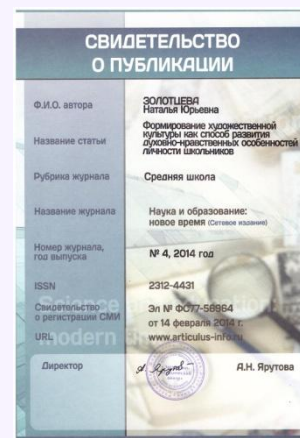 СВИДЕТЕЛЬСТВО
О ПУБЛИКАЦИИ
Ф.И.О. автора
ЗОЛОТЦЕВА
Наталья Юрьевна
Название статьи
Формирование художественной
культуры как способ развития
духовно-нравственных особенностей
личности школьников
Рубрика журнала
Средняя школа
Название журнала
Наука и образование:
новое время (Сетевое издание)
Номер журнала,
год выпуска
№ 4, 2014 год
ISSN
2312-4431
Свидетельство
о регистрации СМИ
Эл № ФС77-56964
от 14 февраля 2014 г.
URL
www.articulus-info.ru
Science
modern
Директор
А.Н. Ярутова